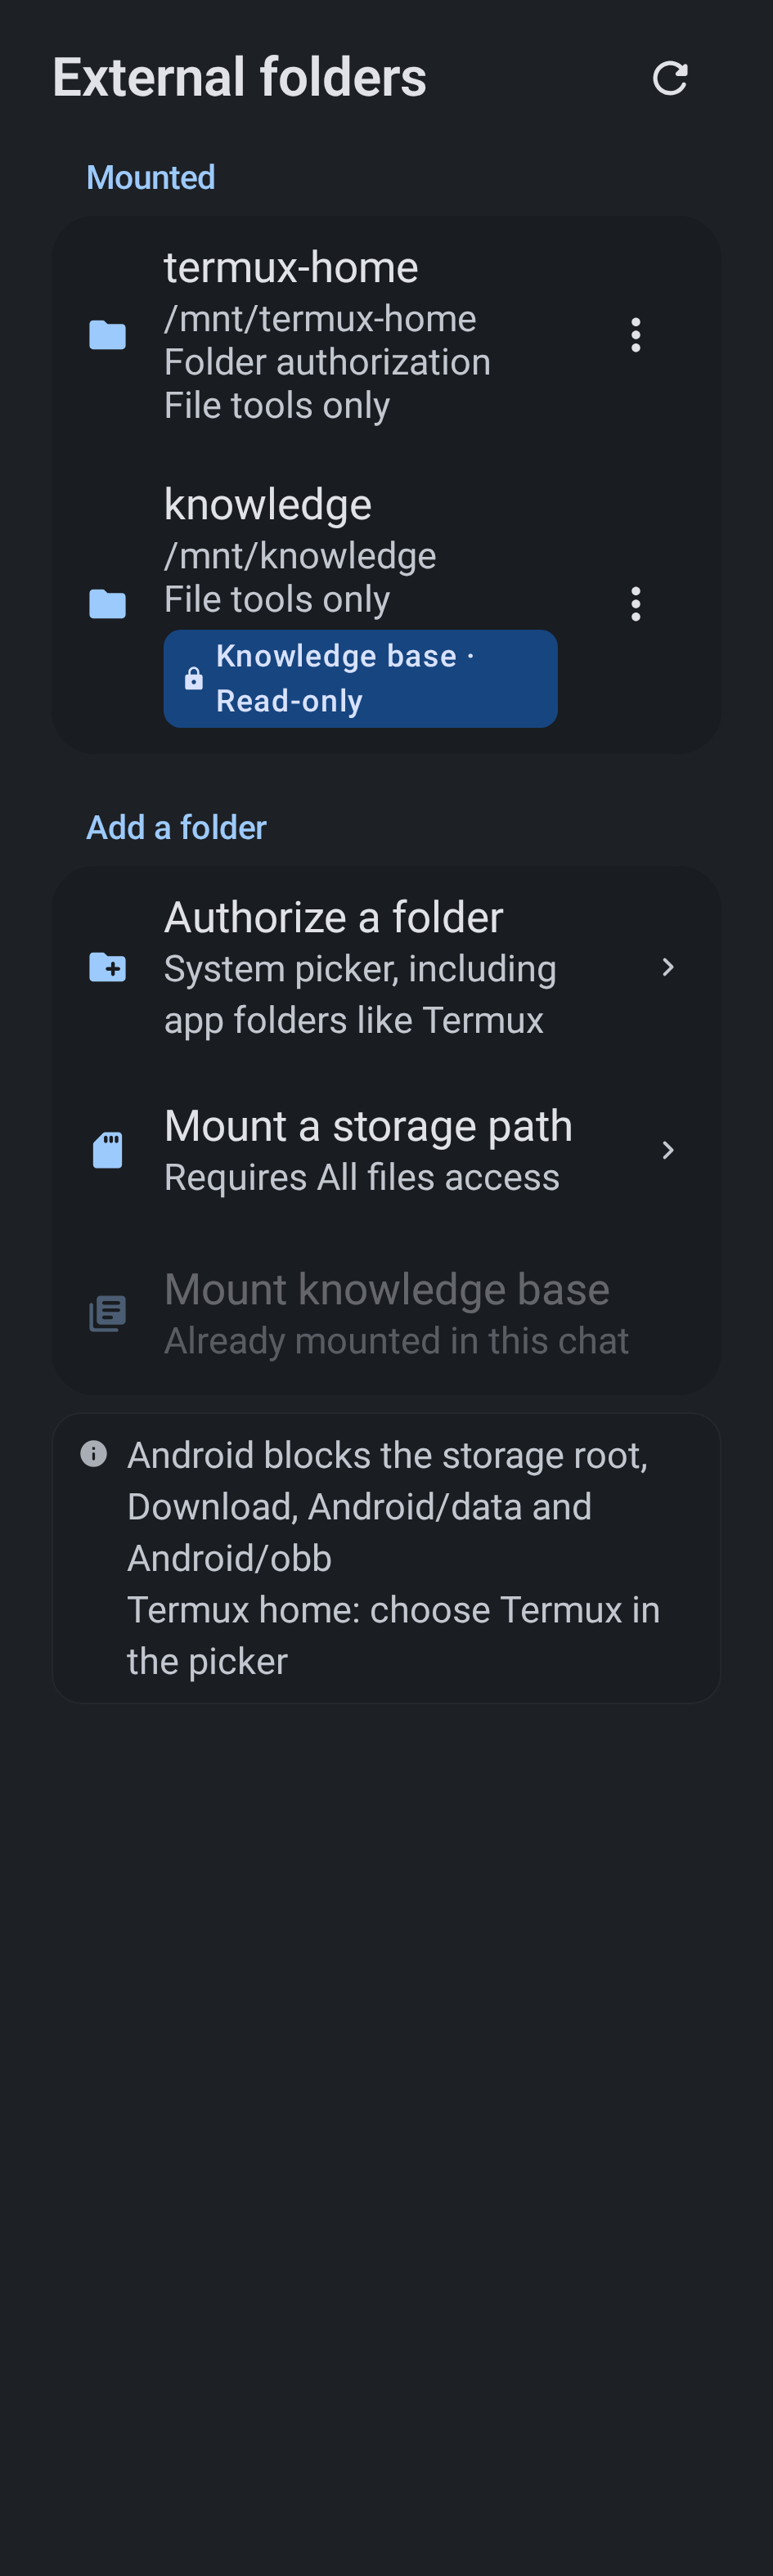 External folders
Mounted
termux-home
/mnt/termux-home
Folder authorization
File tools only
knowledge
/mnt/knowledge
File tools only
Knowledge base ·
Read-only
Add a folder
Authorize a folder
System picker, including
app folders like Termux
Mount a storage path
Requires All files access
Mount knowledge base
Already mounted in this chat
Android blocks the storage root,
Download, Android/data and
Android/obb
Termux home: choose Termux in
the picker